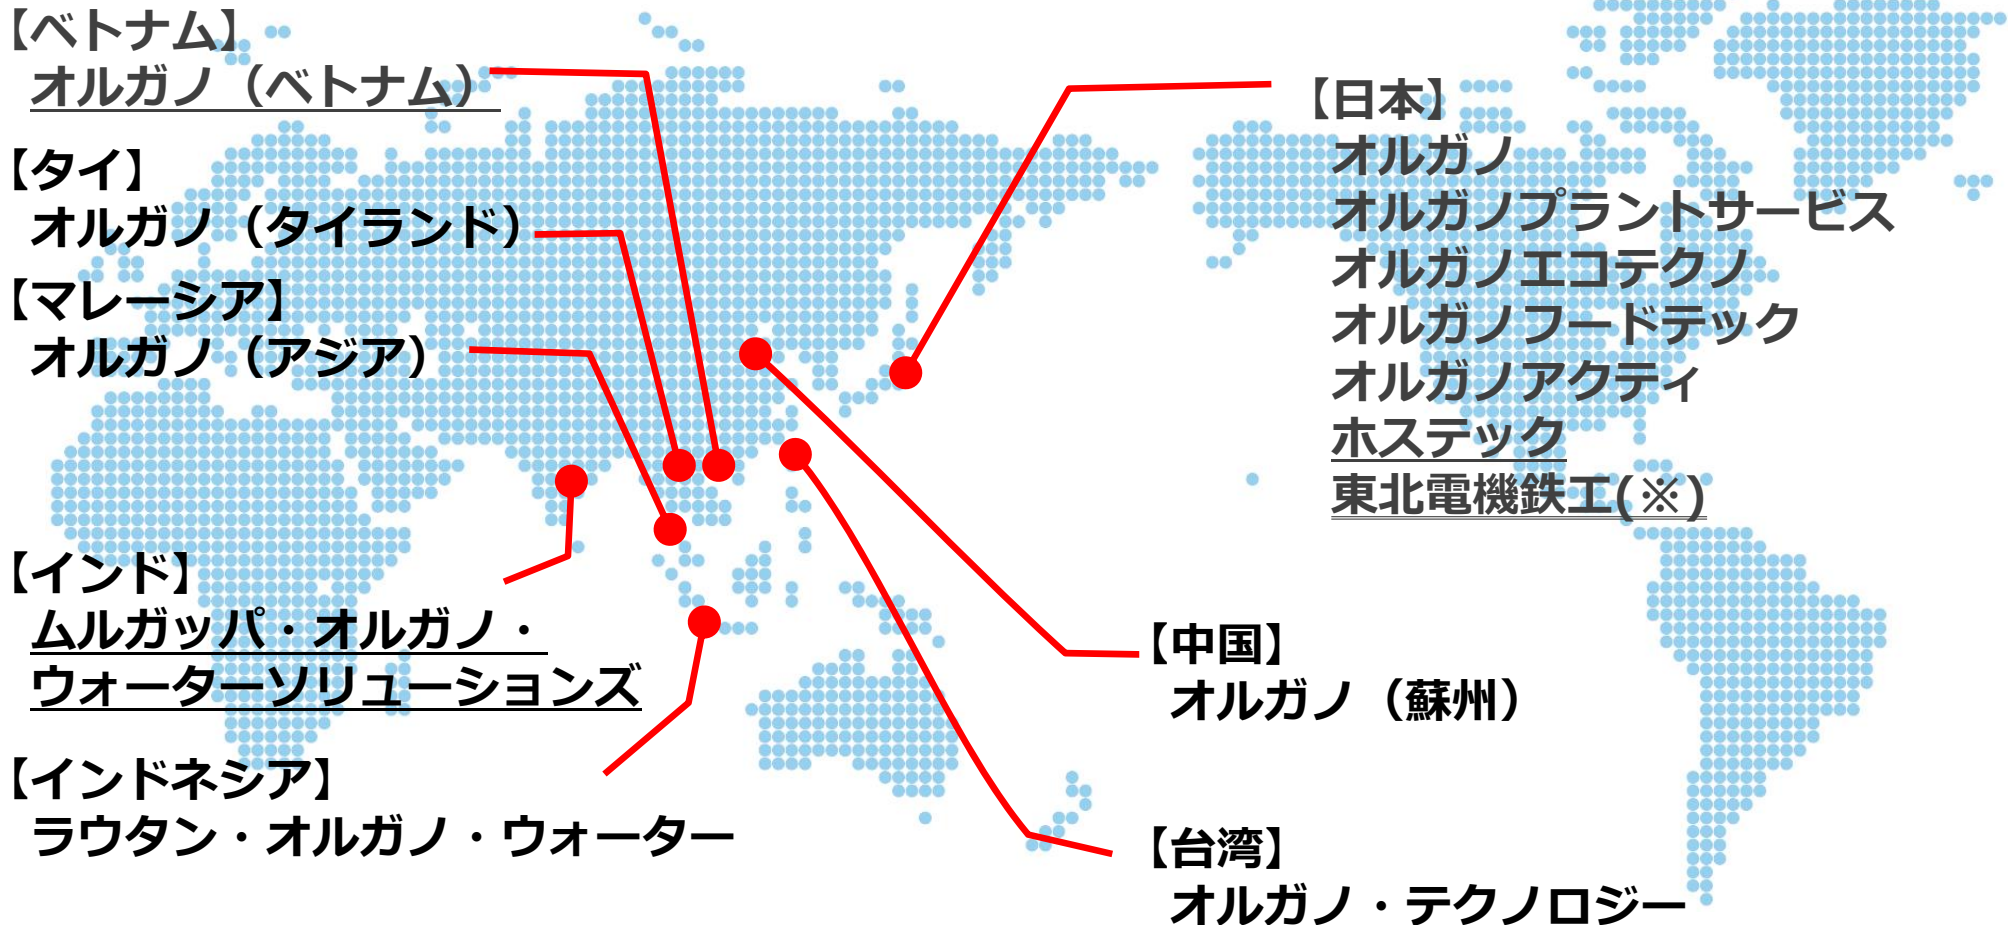 【ベトナム】
オルガノ（ベトナム）
【タイ】
オルガノ（タイランド）
【マレーシア】
オルガノ（アジア）
【インド】
ムルガッパ・オルガノ・
ウォーターソリューションズ
【インドネシア】
ラウタン・オルガノ・ウォーター
【日本】
オルガノ
オルガノプラントサービス
オルガノエコテクノ
オルガノフードテック
オルガノアクティ
ホステック
東北電機鉄工(※)
【中国】
オルガノ（蘇州）
【台湾】
オルガノ・テクノロジー